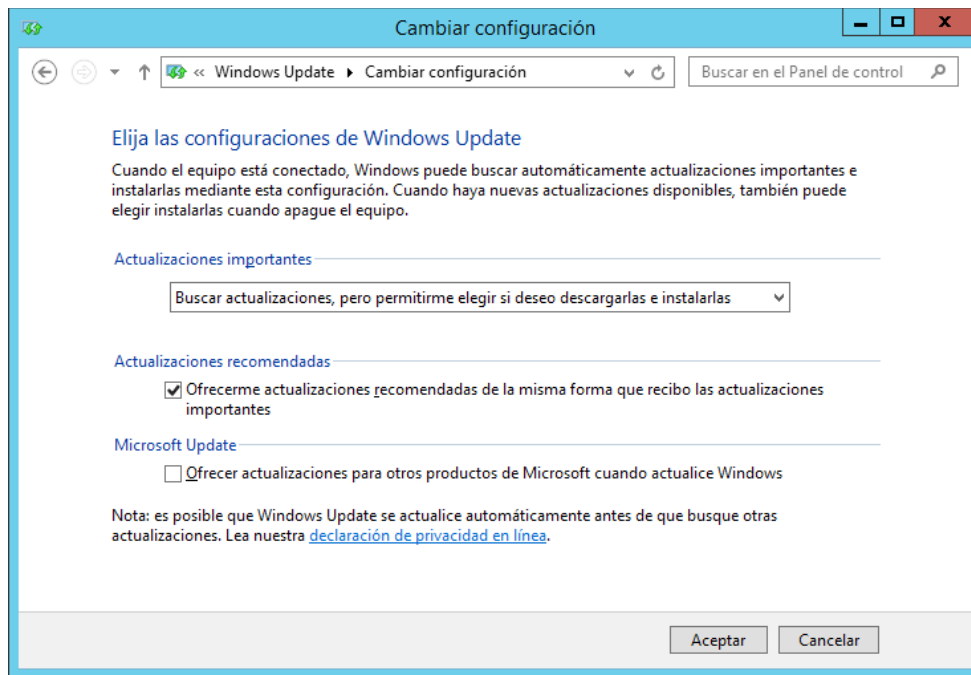 Cambiar configuración
« Windows Update ▸ Cambiar configuración
Buscar en el Panel de control
Elija las configuraciones de Windows Update
Cuando el equipo está conectado, Windows puede buscar automáticamente actualizaciones importantes e
instalarlas mediante esta configuración. Cuando haya nuevas actualizaciones disponibles, también puede
elegir instalarlas cuando apague el equipo.
Actualizaciones importantes
Buscar actualizaciones, pero permitirme elegir si deseo descargarlas e instalarlas
Actualizaciones recomendadas
Ofrecerme actualizaciones recomendadas de la misma forma que recibo las actualizaciones
importantes
Microsoft Update
Ofrecer actualizaciones para otros productos de Microsoft cuando actualice Windows
Nota: es posible que Windows Update se actualice automáticamente antes de que busque otras
actualizaciones. Lea nuestra declaración de privacidad en línea.
Aceptar Cancelar